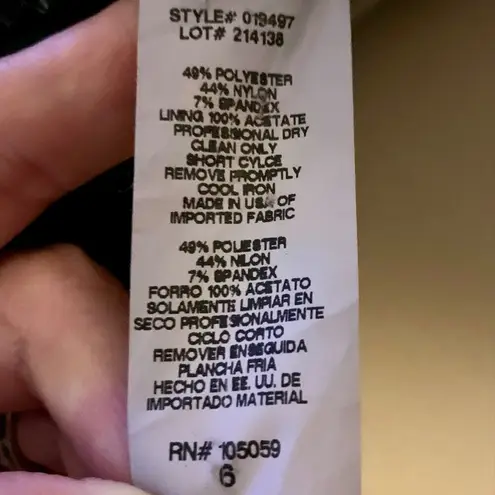 STYLE# 019497
LOT# 214138
49% POLYESTER
44% NYLON
7% SPANDEX
LINING 100% ACETATE
PROFESSIONAL DRY
CLEAN ONLY
SHORT CYLCE
REMOVE PROMPTLY
COOL IRON
MADE IN USA OF
IMPORTED FABRIC
49% POLIESTER
44% NILON
7% SPANDEX
FORRO 100% ACETATO
SOLAMENTE LIMPIAR EN
SECO PROFESIONALMENTE
CICLO CORTO
REMOVER ENSEGUIDA
PLANCHA FRIA
HECHO EN EE. UU. DE
IMPORTADO MATERIAL
RN# 105059
6